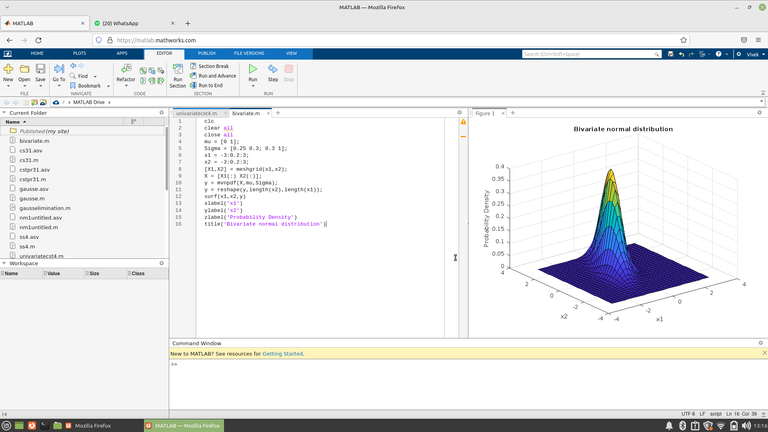 MATLAB — Mozilla Firefox
MATLAB
(20) WhatsApp
https://matlab.mathworks.com
HOME PLOTS APPS EDITOR PUBLISH FILE VERSIONS VIEW
Search (Ctrl+Shift+Space)
Vivek
New Open Save Go To Find Bookmark Refactor
Section Break
Run and Advance
Run to End
Run Section
Run Step Stop
FILE NAVIGATE CODE SECTION RUN
/ MATLAB Drive
Current Folder
Name
Published (my site)
bivariate.m
cs31.asv
cs31.m
cstpr31.asv
cstpr31.m
gausse.asv
gausse.m
gausselimination.m
nm1untitled.asv
nm1untitled.m
ss4.asv
ss4.m
univariatecst4.m
Workspace
Name Value Size Class
univariatecst4.m bivariate.m
1 clc
2 clear all
3 close all
4 mu = [0 1];
5 Sigma = [0.25 0.3; 0.3 1];
6 x1 = -3:0.2:3;
7 x2 = -3:0.2:3;
8 [X1,X2] = meshgrid(x1,x2);
9 X = [X1(:) X2(:)];
10 y = mvnpdf(X,mu,Sigma);
11 y = reshape(y,length(x2),length(x1));
12 surf(x1,x2,y)
13 xlabel('x1')
14 ylabel('x2')
15 zlabel('Probability Density')
16 title('Bivariate normal distribution')
Figure 1
Bivariate normal distribution
Probability Density
0.4
0.35
0.3
0.25
0.2
0.15
0.1
0.05
0
4
2
0
-2
-4
x2
-4
-2
0
2
4
x1
Command Window
New to MATLAB? See resources for Getting Started.
>>
UTF-8 LF script Ln 16 Col 39
Mozilla Firefox
MATLAB — Mozilla Firefox
13:16